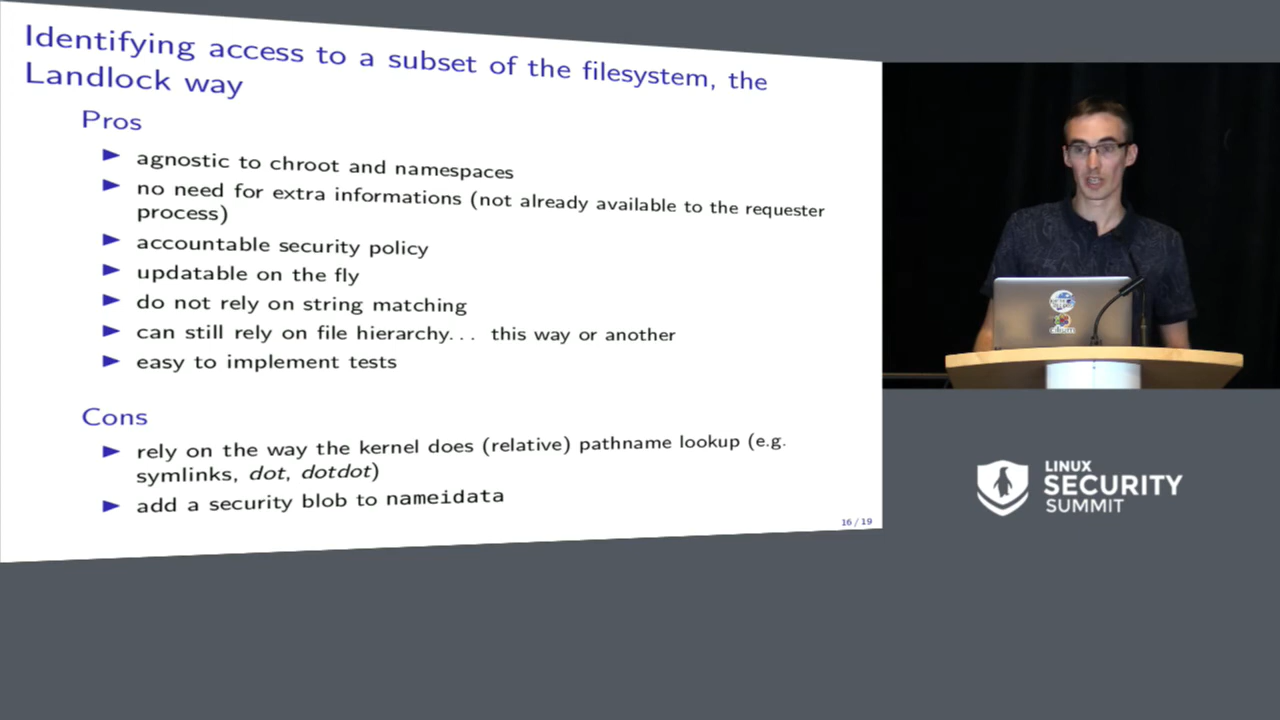 Identifying access to a subset of the filesystem, the
Landlock way
Pros
agnostic to chroot and namespaces
no need for extra informations (not already available to the requester
process)
accountable security policy
updatable on the fly
do not rely on string matching
can still rely on file hierarchy... this way or another
easy to implement tests
Cons
rely on the way the kernel does (relative) pathname lookup (e.g.
symlinks, dot, dotdot)
add a security blob to nameidata
16 / 19
LINUX
SECURITY
SUMMIT